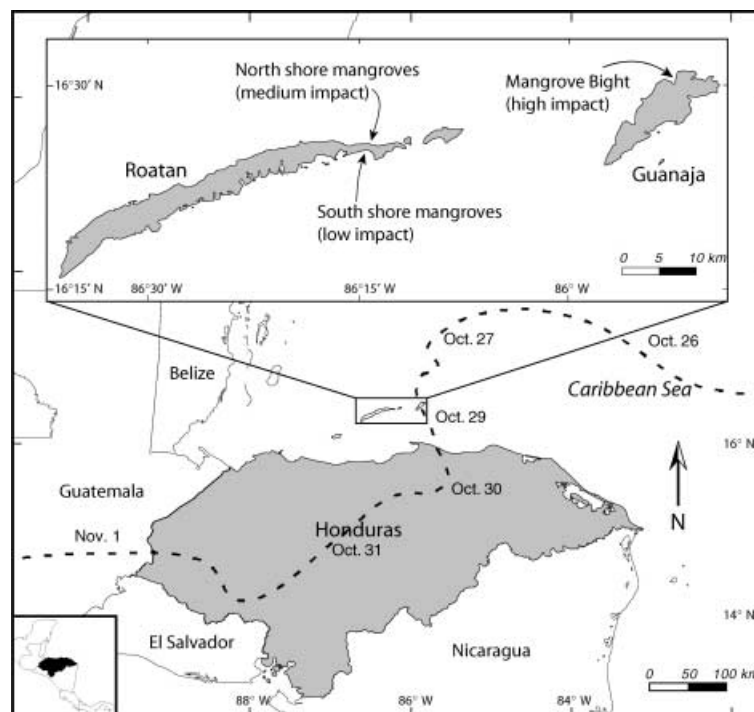 North shore mangroves
(medium impact)
Mangrove Bight
(high impact)
16°30′ N
Roatan
Guanaja
South shore mangroves
(low impact)
0 5 10 km
16°15′ N
86°30′ W
86°15′ W
86° W
Oct. 27
Oct. 26
Belize
Caribbean Sea
Oct. 29
16° N
Guatemala
Oct. 30
N
Nov. 1
Honduras
Oct. 31
14° N
El Salvador
Nicaragua
0 50 100 km
88° W
86° W
84° W